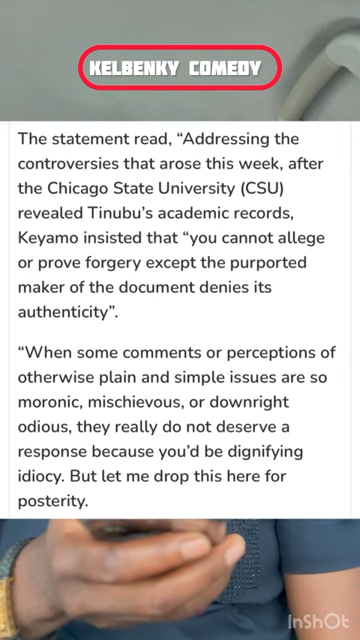 KELBENKY COMEDY
The statement read, “Addressing the
controversies that arose this week, after
the Chicago State University (CSU)
revealed Tinubu’s academic records,
Keyamo insisted that “you cannot allege
or prove forgery except the purported
maker of the document denies its
authenticity”.
“When some comments or perceptions of
otherwise plain and simple issues are so
moronic, mischievous, or downright
odious, they really do not deserve a
response because you’d be dignifying
idiocy. But let me drop this here for
posterity.
InShOt